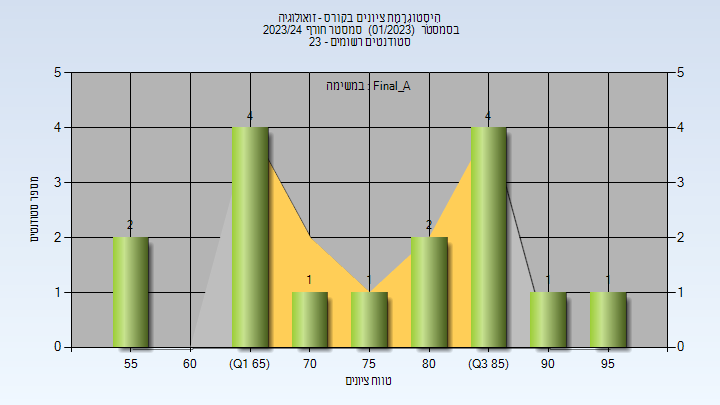 היסטוגרמת ציונים בקורס - זואולוגיה
בסמסטר (01/2023) סמסטר חורף 2023/24
סטודנטים רשומים - 23
במשימה : Final_A
מספר סטודנטים
5 5
4 4
3 3
2 2
1 1
0 0
2 4 1 1 2 4 1 1
55 60 (Q1 65) 70 75 80 (Q3 85) 90 95
טווח ציונים